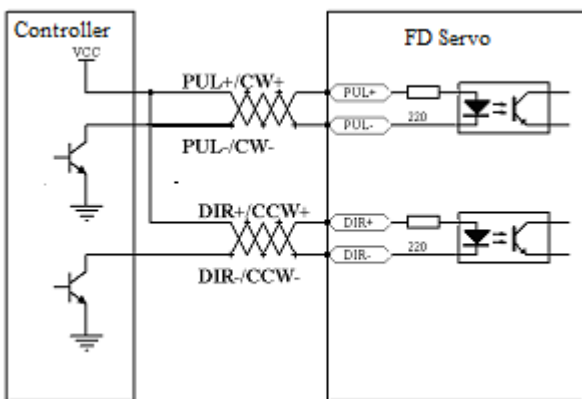 Controller
FD Servo
VCC
PUL+/CW+
PUL+
220
PUL-
PUL-/CW-
DIR+/CCW+
DIR+
220
DIR-
DIR-/CCW-